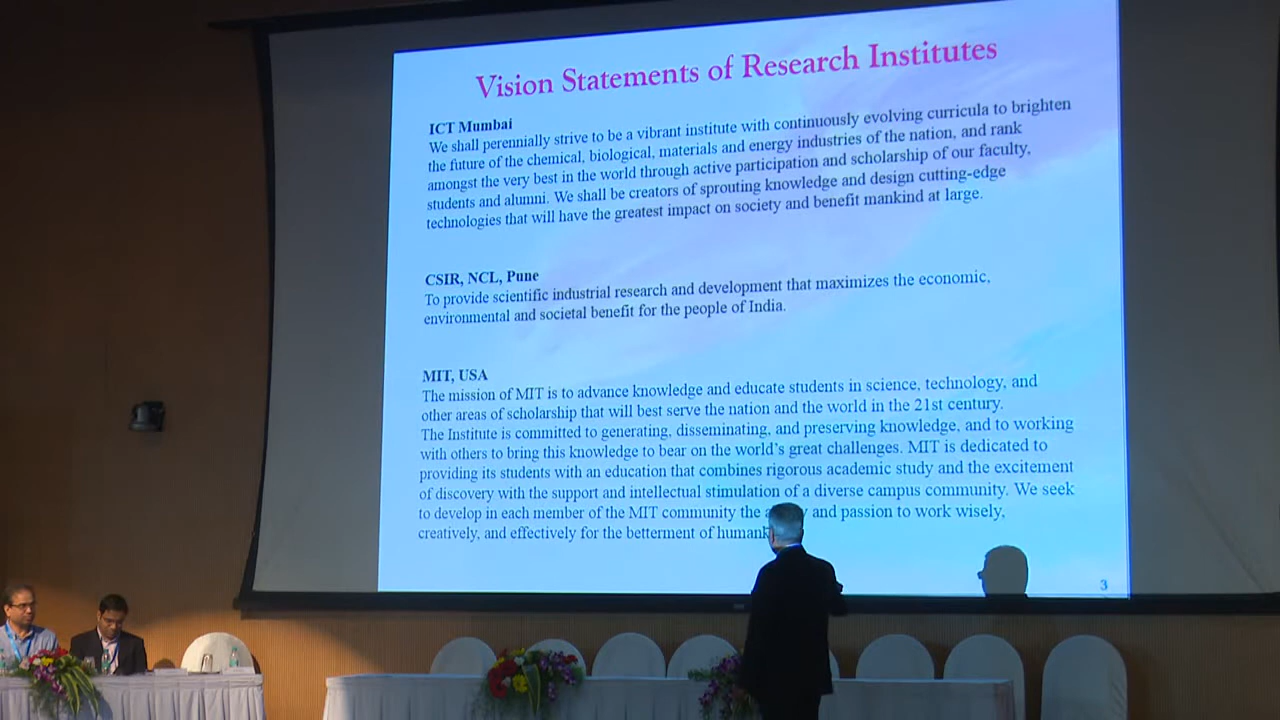 Vision Statements of Research Institutes
ICT Mumbai
We shall perennially strive to be a vibrant institute with continuously evolving curricula to brighten
the future of the chemical, biological, materials and energy industries of the nation, and rank
amongst the very best in the world through active participation and scholarship of our faculty,
students and alumni. We shall be creators of sprouting knowledge and design cutting-edge
technologies that will have the greatest impact on society and benefit mankind at large.
CSIR, NCL, Pune
To provide scientific industrial research and development that maximizes the economic,
environmental and societal benefit for the people of India.
MIT, USA
The mission of MIT is to advance knowledge and educate students in science, technology, and
other areas of scholarship that will best serve the nation and the world in the 21st century.
The Institute is committed to generating, disseminating, and preserving knowledge, and to working
with others to bring this knowledge to bear on the world's great challenges. MIT is dedicated to
providing its students with an education that combines rigorous academic study and the excitement
of discovery with the support and intellectual stimulation of a diverse campus community. We seek
to develop in each member of the MIT community the and passion to work wisely,
creatively, and effectively for the betterment of
3